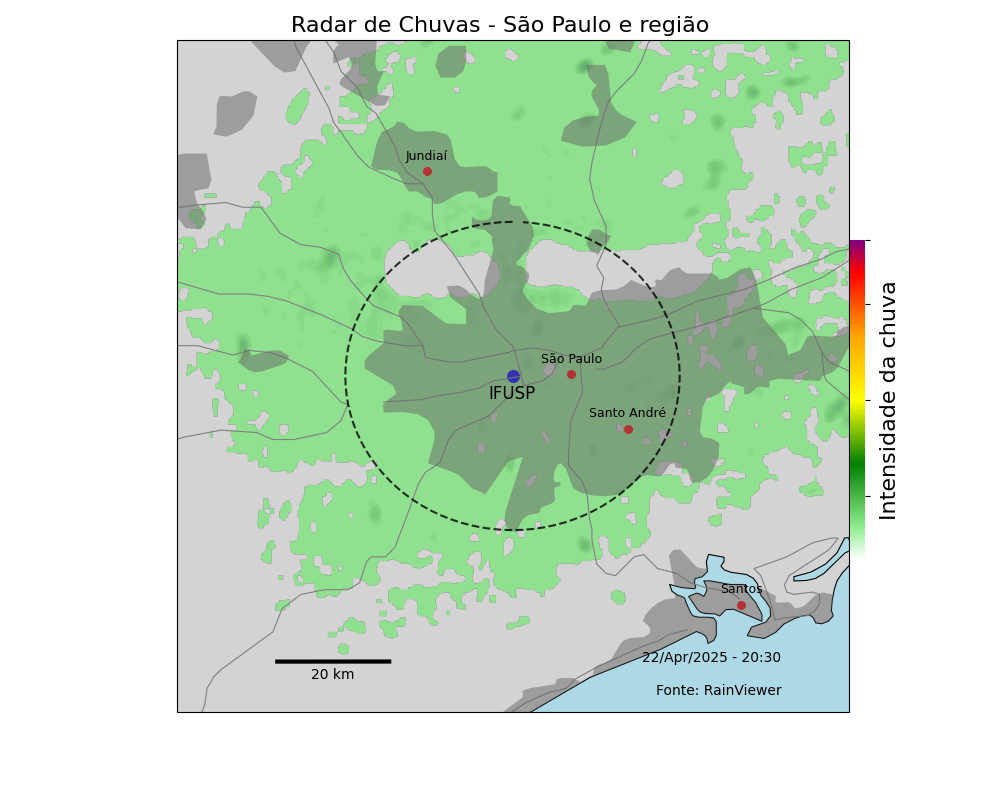 Radar de Chuvas - São Paulo e região
Jundiaí
São Paulo
IFUSP
Santo André
Intensidade da chuva
Santos
22/Apr/2025 - 20:30
20 km
Fonte: RainViewer